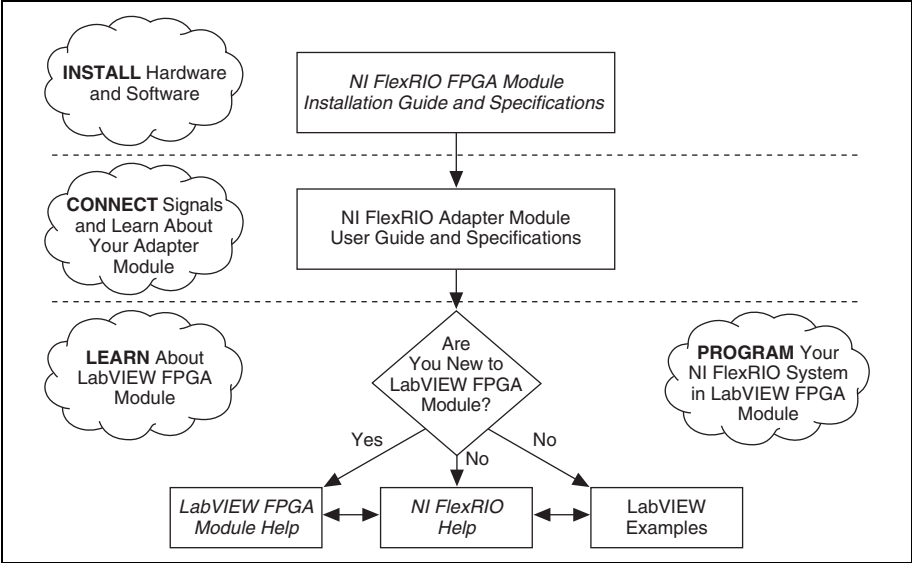 INSTALL Hardware
and Software
NI FlexRIO FPGA Module
Installation Guide and Specifications
CONNECT Signals
and Learn About
Your Adapter
Module
NI FlexRIO Adapter Module
User Guide and Specifications
LEARN About
LabVIEW FPGA
Module
Are
You New to
LabVIEW FPGA
Module?
PROGRAM Your
NI FlexRIO System
in LabVIEW FPGA
Module
Yes
No
No
LabVIEW FPGA
Module Help
NI FlexRIO
Help
LabVIEW
Examples